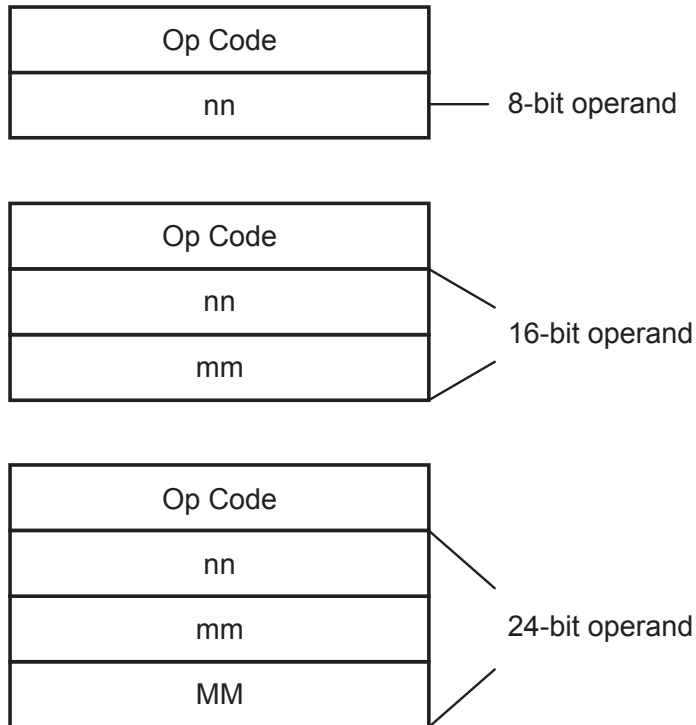 Op Code
nn
8-bit operand
Op Code
nn
mm
16-bit operand
Op Code
nn
mm
MM
24-bit operand